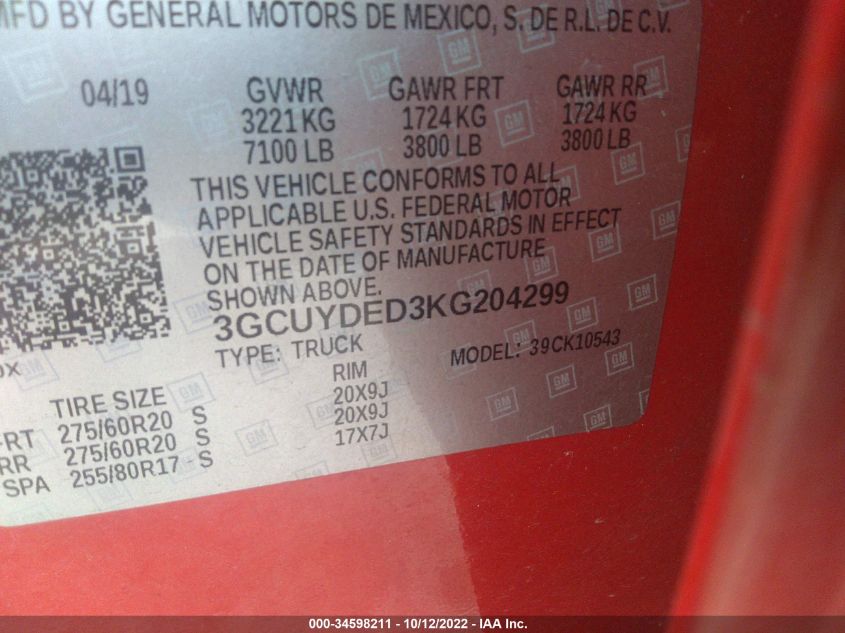 MFD BY GENERAL MOTORS DE MEXICO, S. DE R.L. DE C.V.
04/19 GVWR GAWR FRT GAWR RR
3221 KG 1724 KG 1724 KG
7100 LB 3800 LB 3800 LB
THIS VEHICLE CONFORMS TO ALL
APPLICABLE U.S. FEDERAL MOTOR
VEHICLE SAFETY STANDARDS IN EFFECT
ON THE DATE OF MANUFACTURE
SHOWN ABOVE.
3GCUYDED3KG204299
TYPE: TRUCK MODEL: 39CK10543
TIRE SIZE RIM
FRT 275/60R20 S 20X9J
RR 275/60R20 S 20X9J
SPA 255/80R17 - S 17X7J
000-34598211 - 10/12/2022 - IAA Inc.